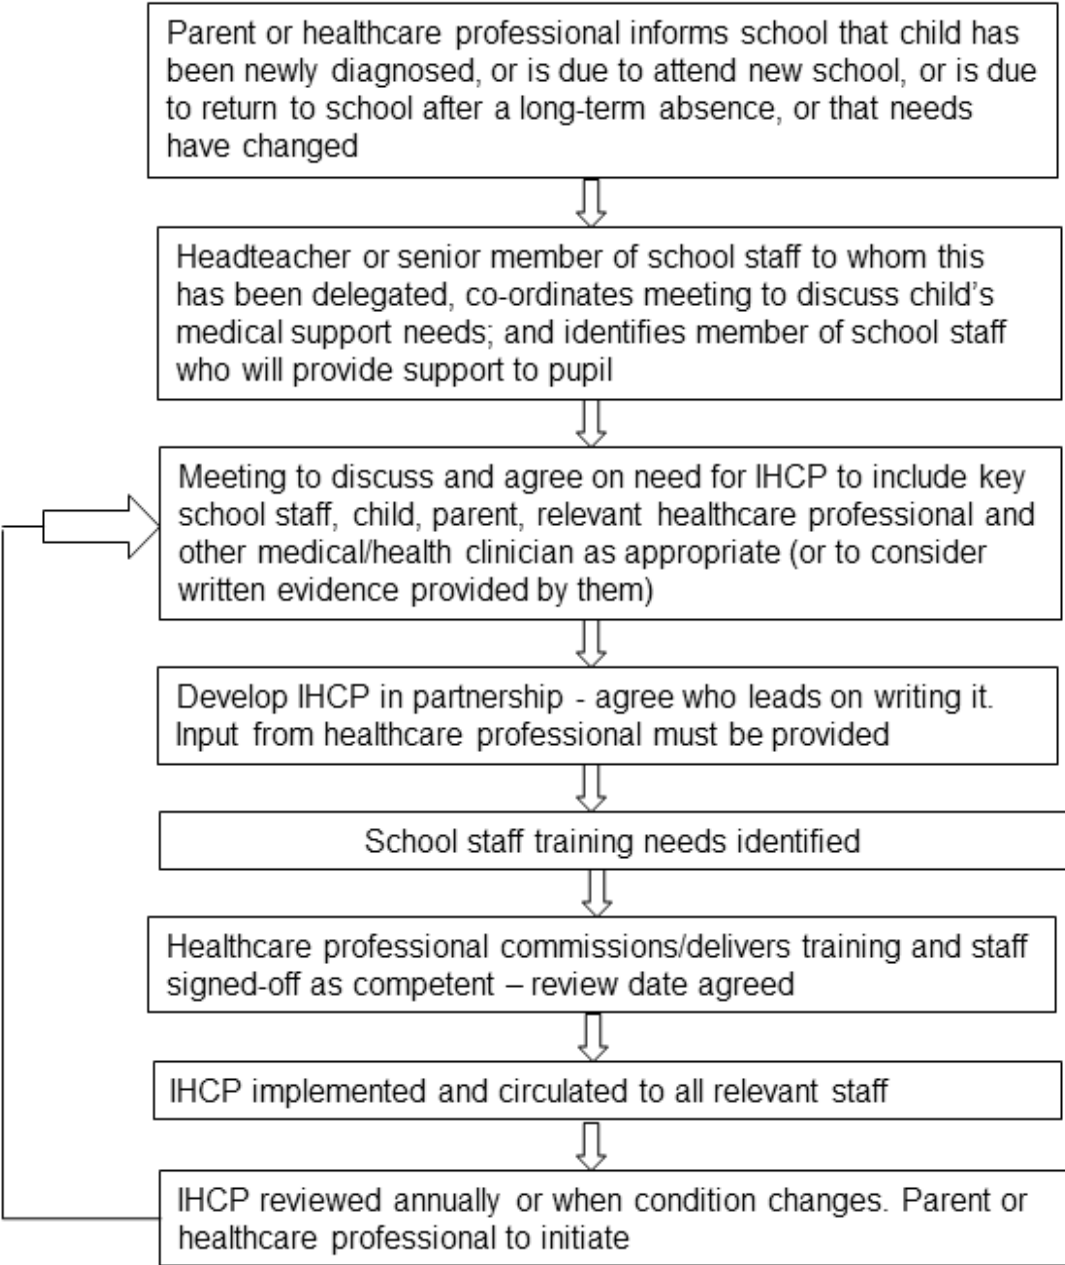 Parent or healthcare professional informs school that child has
been newly diagnosed, or is due to attend new school, or is due
to return to school after a long-term absence, or that needs
have changed
Headteacher or senior member of school staff to whom this
has been delegated, co-ordinates meeting to discuss child's
medical support needs; and identifies member of school staff
who will provide support to pupil
Meeting to discuss and agree on need for IHCP to include key
school staff, child, parent, relevant healthcare professional and
other medical/health clinician as appropriate (or to consider
written evidence provided by them)
Develop IHCP in partnership - agree who leads on writing it.
Input from healthcare professional must be provided
School staff training needs identified
Healthcare professional commissions/delivers training and staff
signed-off as competent – review date agreed
IHCP implemented and circulated to all relevant staff
IHCP reviewed annually or when condition changes. Parent or
healthcare professional to initiate